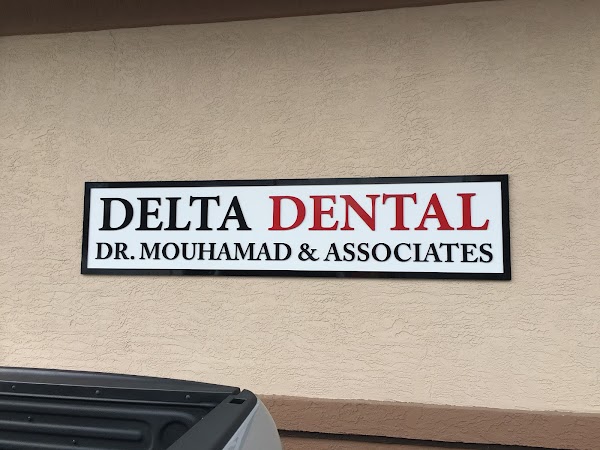 DELTA DENTAL
DR. MOUHAMAD & ASSOCIATES